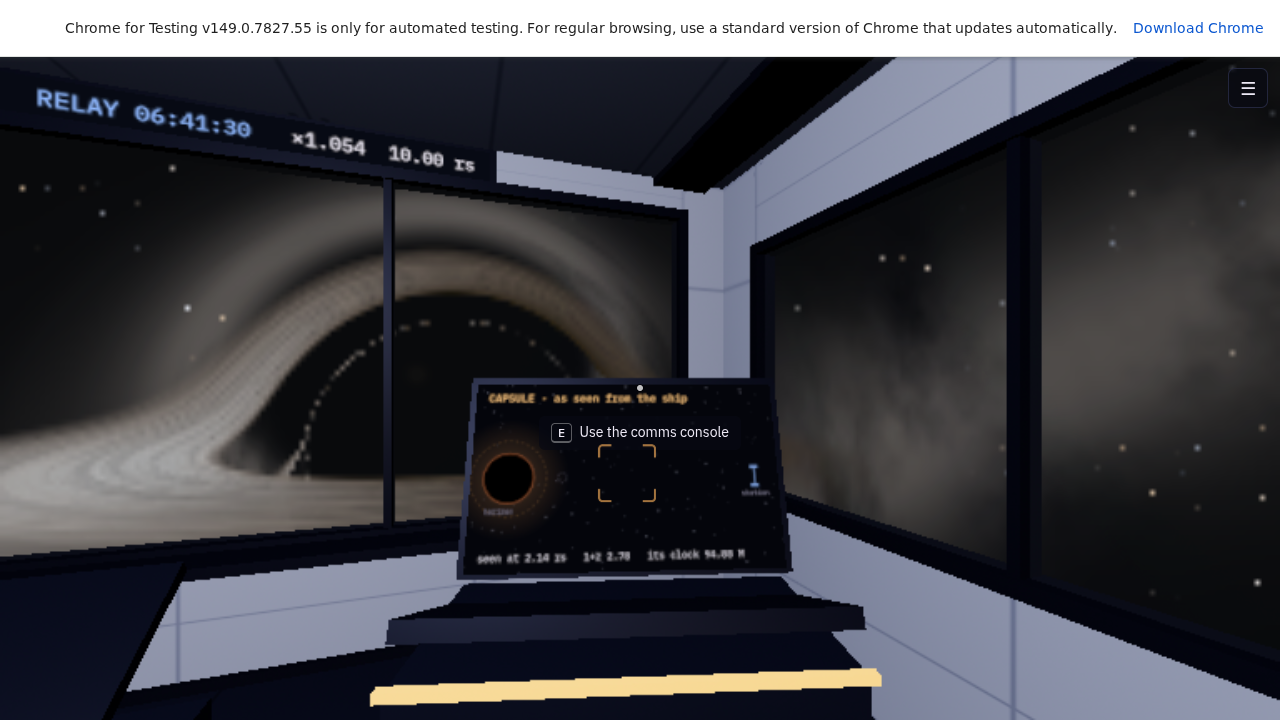 Chrome for Testing v149.0.7827.55 is only for automated testing. For regular browsing, use a standard version of Chrome that updates automatically. Download Chrome
RELAY 06:41:30 ×1.054 10.00 rs
CAPSULE - as seen from the ship
E Use the comms console
station
horizon
seen at 2.14 rs 1+z 2.78 its clock 94.88 M